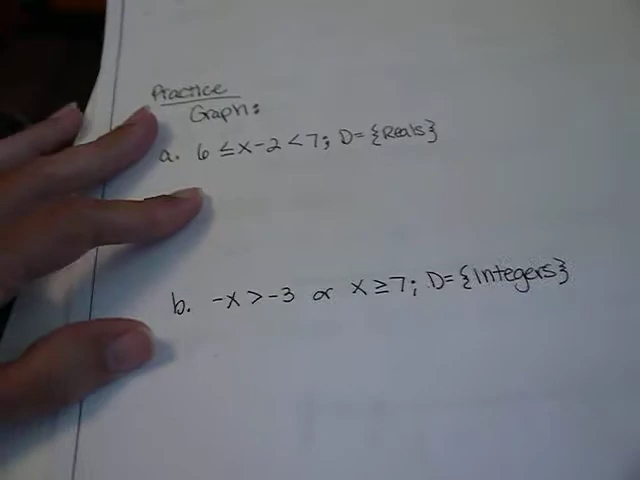 Practice
Graph:
a. 6 ≤ x-2 < 7; D = {Reals}
b. -x > -3 or x ≥ 7; D = {Integers}